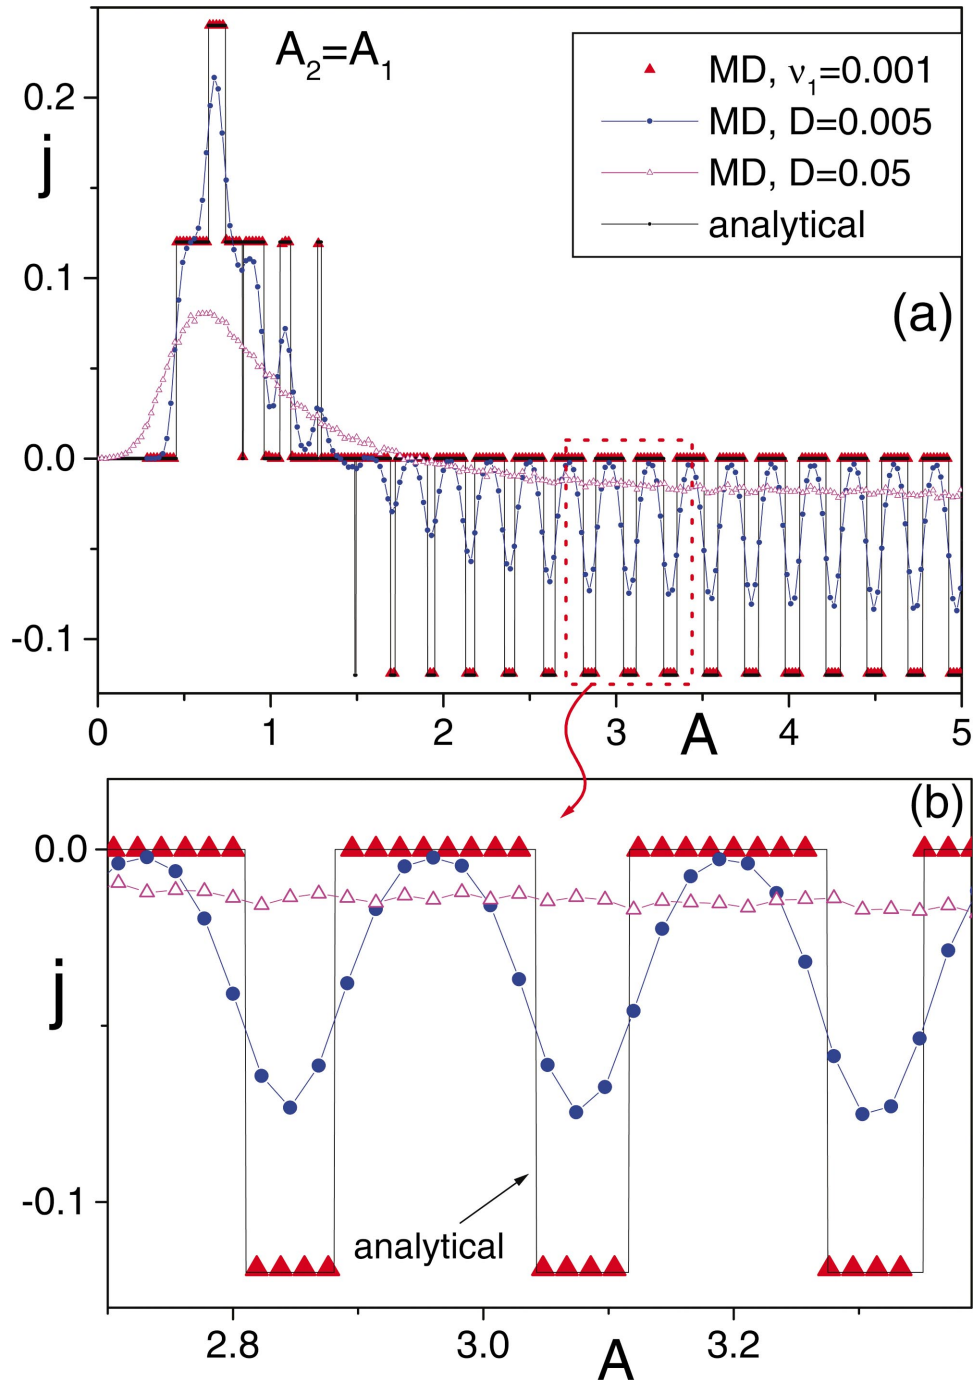 A2=A1
MD, ν1=0.001
MD, D=0.005
MD, D=0.05
analytical
(a)
j
0.2
0.1
0.0
-0.1
0 1 2 3 A 4 5
(b)
j
0.0
-0.1
analytical
2.8 3.0 A 3.2